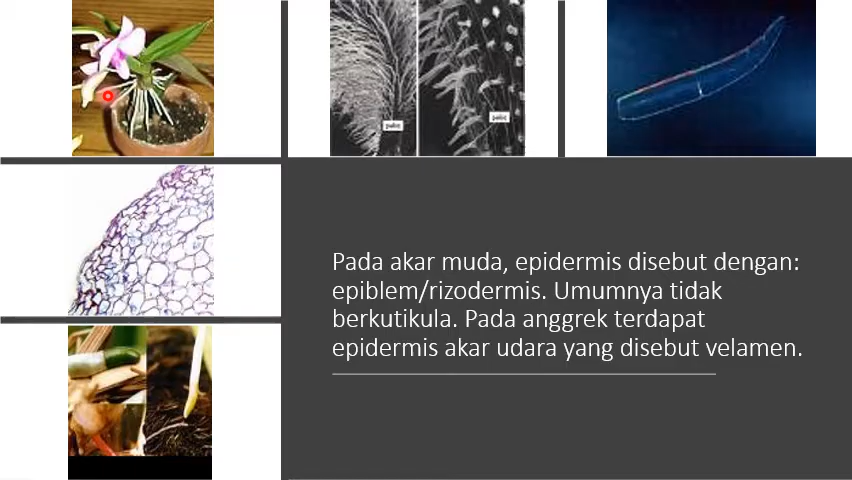 Pada akar muda, epidermis disebut dengan:
epiblem/rizodermis. Umumnya tidak
berkutikula. Pada anggrek terdapat
epidermis akar udara yang disebut velamen.